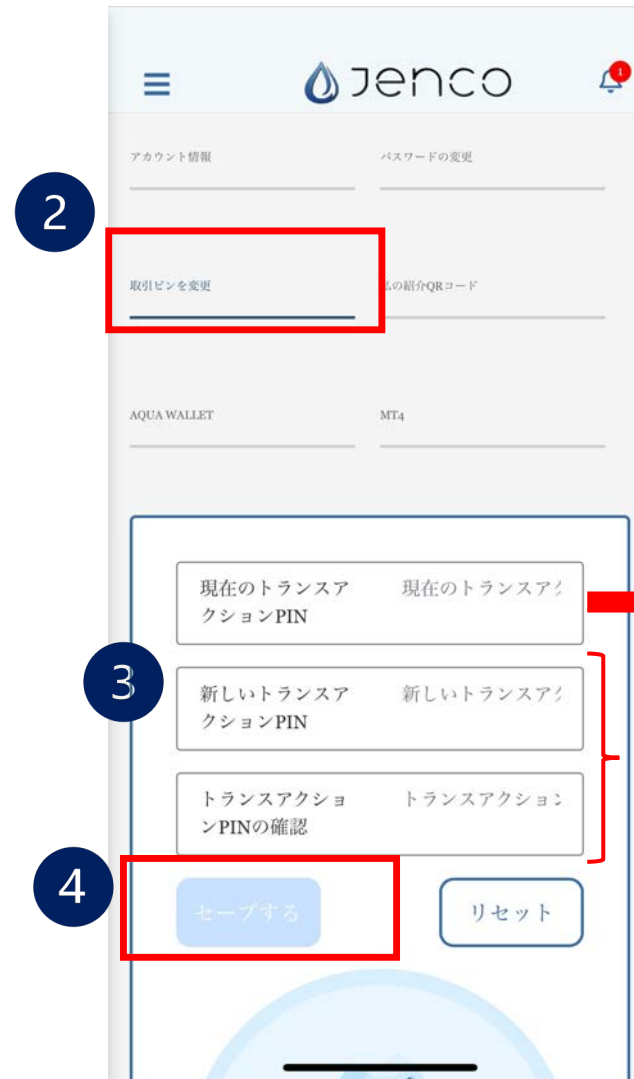 Jenco
1
アカウント情報 パスワードの変更
2
取引ピンを変更 の紹介QRコード
AQUA WALLET MT4
現在のトランスア 現在のトランスア
クションPIN
3
新しいトランスア 新しいトランスア
クションPIN
トランスアクショ トランスアクション
ンPINの確認
4
セーブする リセット